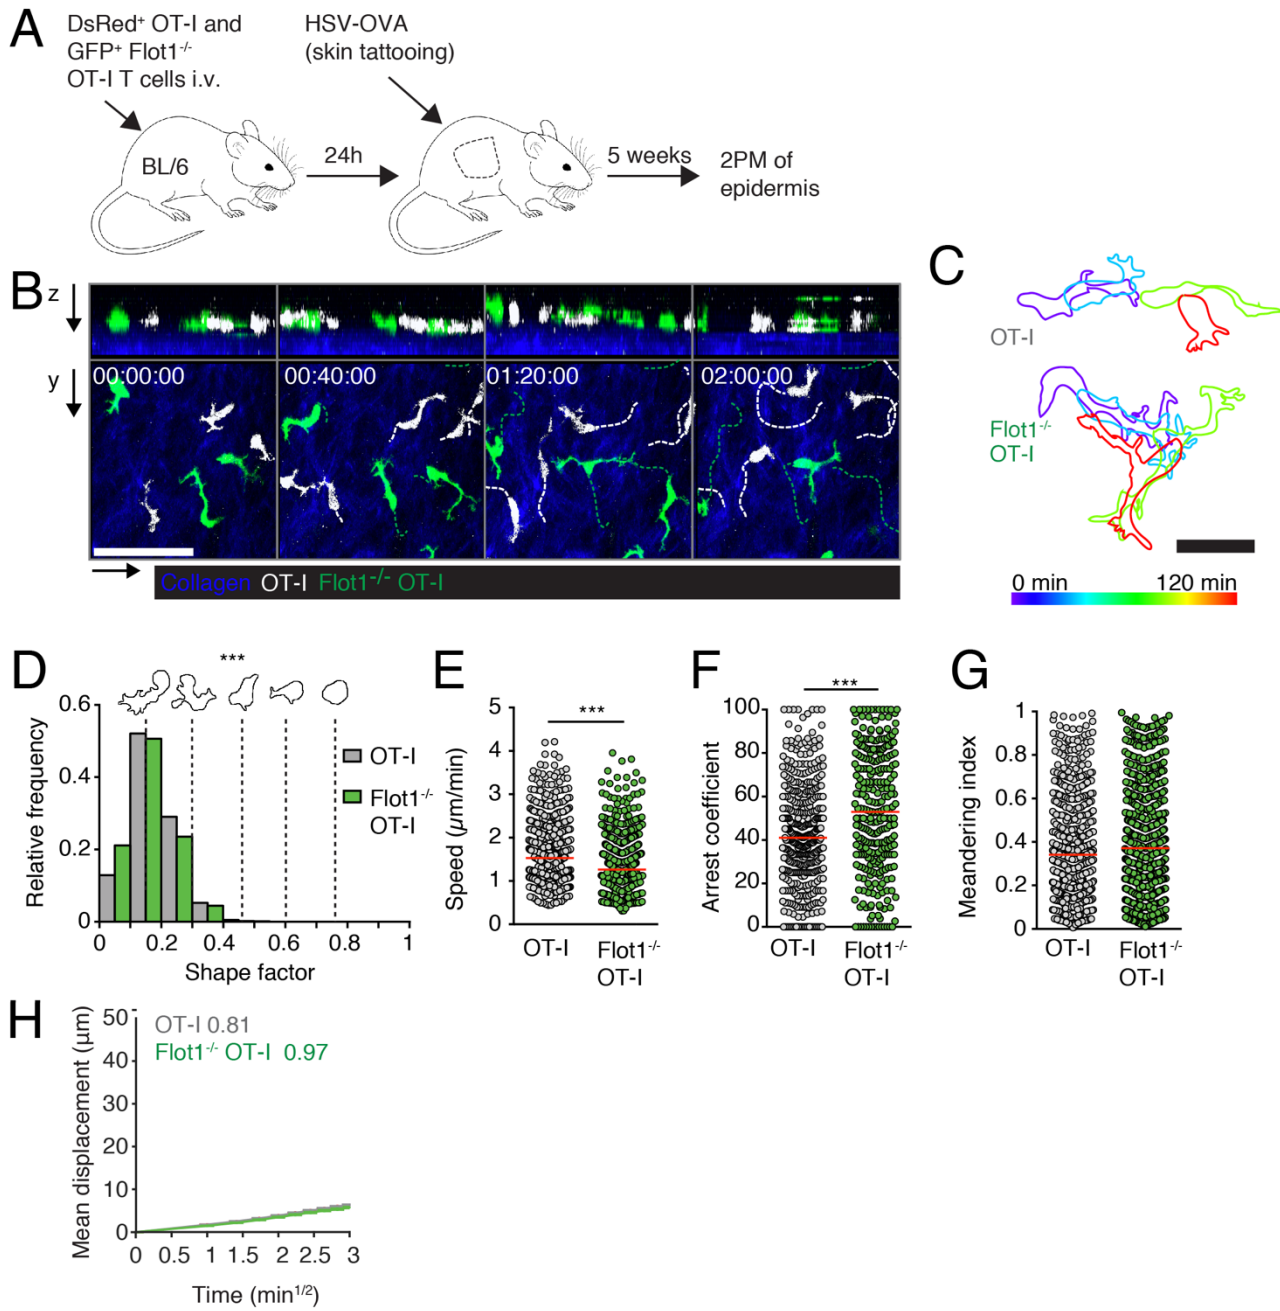 A
DsRed⁺ OT-I and
GFP⁺ Flot1⁻/⁻
OT-I T cells i.v.
HSV-OVA
(skin tattooing)
BL/6
24h
5 weeks
2PM of
epidermis
B
z
y
00:00:00
00:40:00
01:20:00
02:00:00
Collagen OT-I Flot1⁻/⁻ OT-I
C
OT-I
Flot1⁻/⁻
OT-I
0 min
120 min
D
***
Relative frequency
0.6
0.4
0.2
0
0 0.2 0.4 0.6 0.8 1
Shape factor
OT-I
Flot1⁻/⁻
OT-I
E
***
Speed (µm/min)
5
4
3
2
1
0
OT-I
Flot1⁻/⁻
OT-I
F
***
Arrest coefficient
100
80
60
40
20
0
OT-I
Flot1⁻/⁻
OT-I
G
Meandering index
1
0.8
0.6
0.4
0.2
0
OT-I
Flot1⁻/⁻
OT-I
H
Mean displacement (µm)
50
40
30
20
10
0
OT-I 0.81
Flot1⁻/⁻ OT-I 0.97
0 0.5 1 1.5 2 2.5 3
Time (min¹/²)